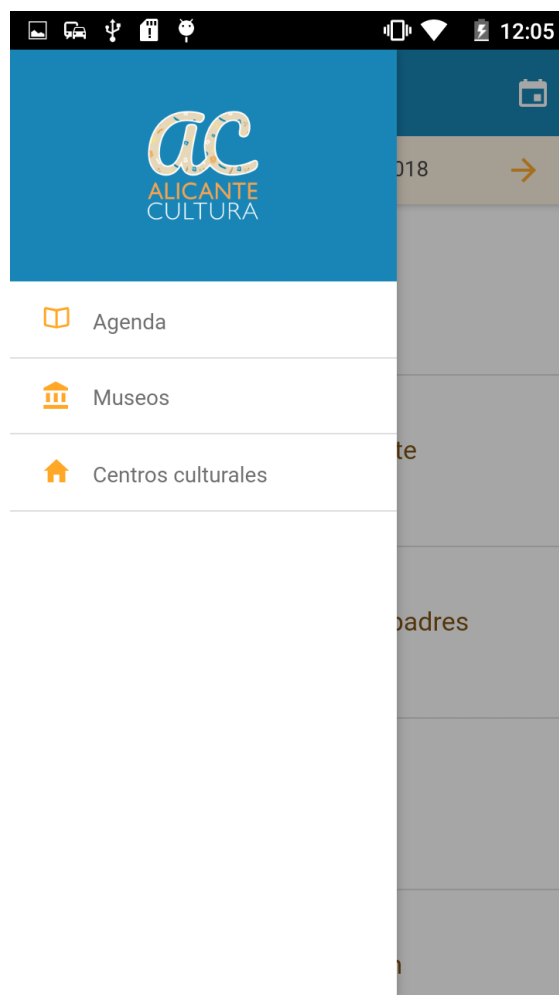 12:05
ac
ALICANTE
CULTURA
018
Agenda
Museos
Centros culturales
te
padres